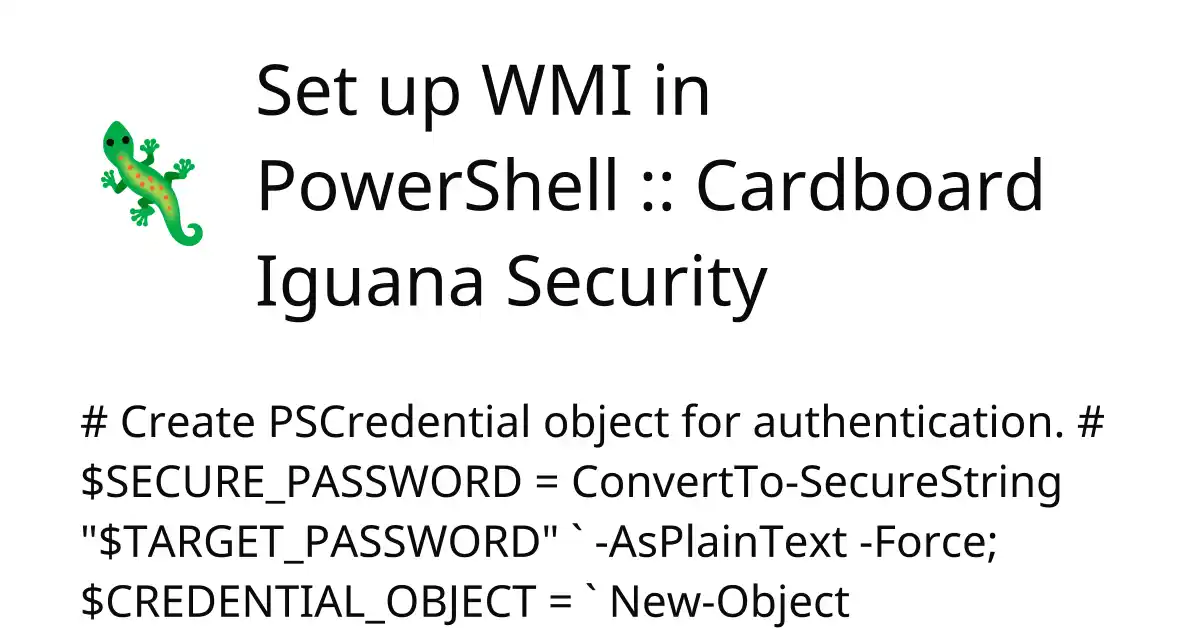 Set up WMI in
PowerShell :: Cardboard
Iguana Security
# Create PSCredential object for authentication. #
$SECURE_PASSWORD = ConvertTo-SecureString
"$TARGET_PASSWORD" ` -AsPlainText -Force;
$CREDENTIAL_OBJECT = ` New-Object